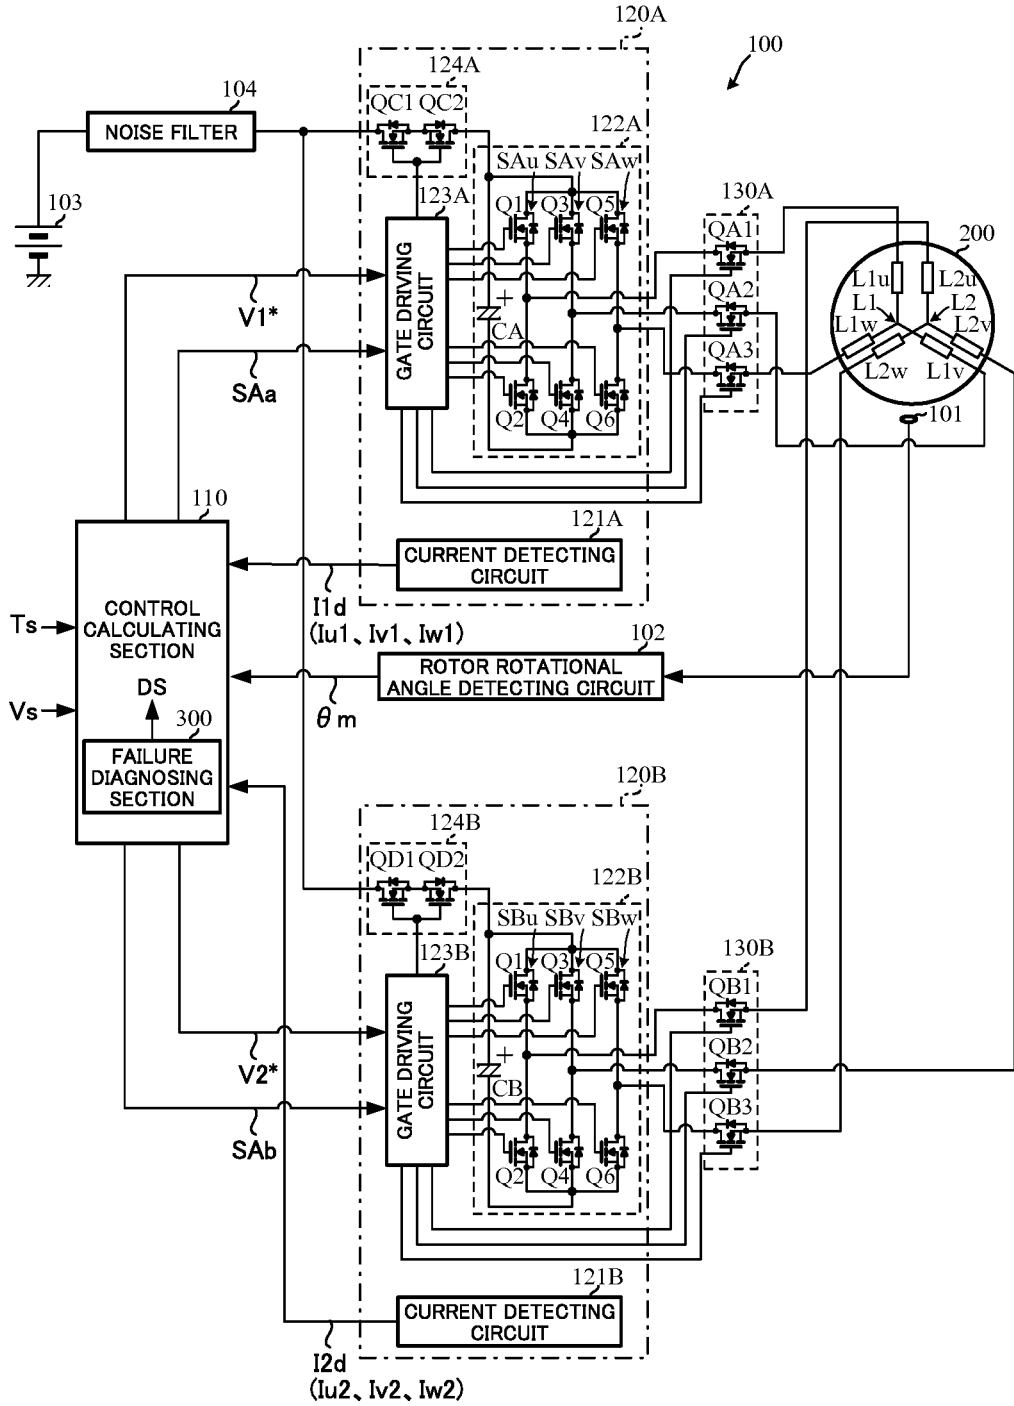 120A
100
124A
104
QC1 QC2
NOISE FILTER
122A
SAu SAv SAw
103
123A
130A
Q1 Q3 Q5
QA1
200
GATE DRIVING
CIRCUIT
L1u L2u
V1*
+
CA
QA2
L1 L2
L1w L2v
QA3
L2w L1v
SAa
Q2 Q4 Q6
101
110
121A
CURRENT DETECTING
CIRCUIT
I1d
(Iu1、Iv1、Iw1)
CONTROL
CALCULATING
SECTION
Ts
102
ROTOR ROTATIONAL
ANGLE DETECTING CIRCUIT
θm
DS
Vs
300
FAILURE
DIAGNOSING
SECTION
120B
124B
QD1 QD2
122B
SBu SBv SBw
123B
130B
Q1 Q3 Q5
QB1
GATE DRIVING
CIRCUIT
V2*
+
CB
QB2
QB3
SAb
Q2 Q4 Q6
121B
CURRENT DETECTING
CIRCUIT
I2d
(Iu2、Iv2、Iw2)